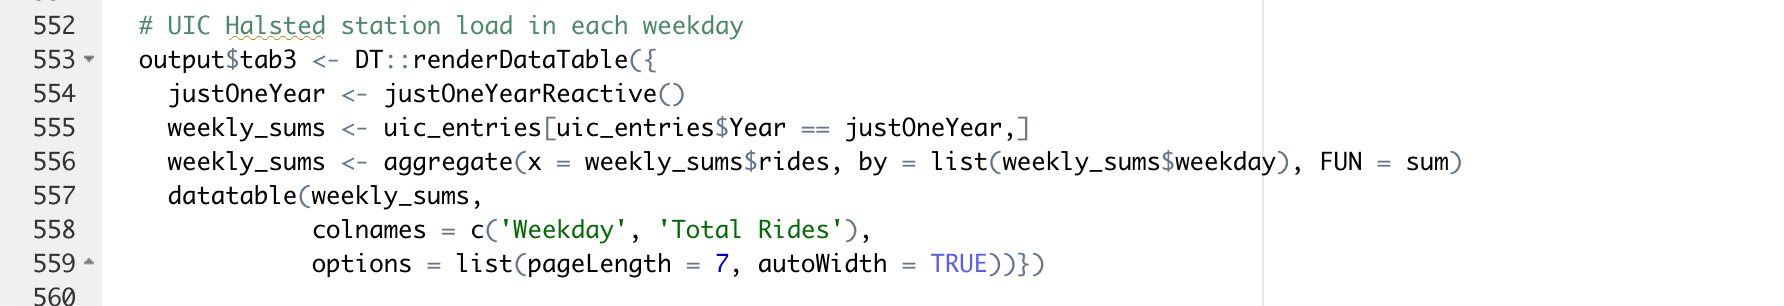 552 # UIC Halsted station load in each weekday
553 output$tab3 <- DT::renderDataTable({
554 justOneYear <- justOneYearReactive()
555 weekly_sums <- uic_entries[uic_entries$Year == justOneYear,]
556 weekly_sums <- aggregate(x = weekly_sums$rides, by = list(weekly_sums$weekday), FUN = sum)
557 datatable(weekly_sums,
558 colnames = c('Weekday', 'Total Rides'),
559 options = list(pageLength = 7, autoWidth = TRUE))})
560